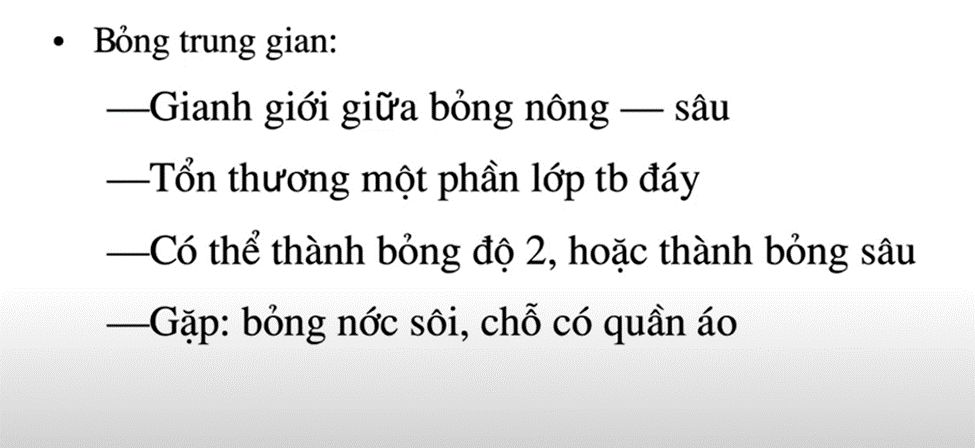 • Bỏng trung gian:
—Gianh giới giữa bỏng nông — sâu
—Tổn thương một phần lớp tb đáy
—Có thể thành bỏng độ 2, hoặc thành bỏng sâu
—Gặp: bỏng nớc sôi, chỗ có quần áo